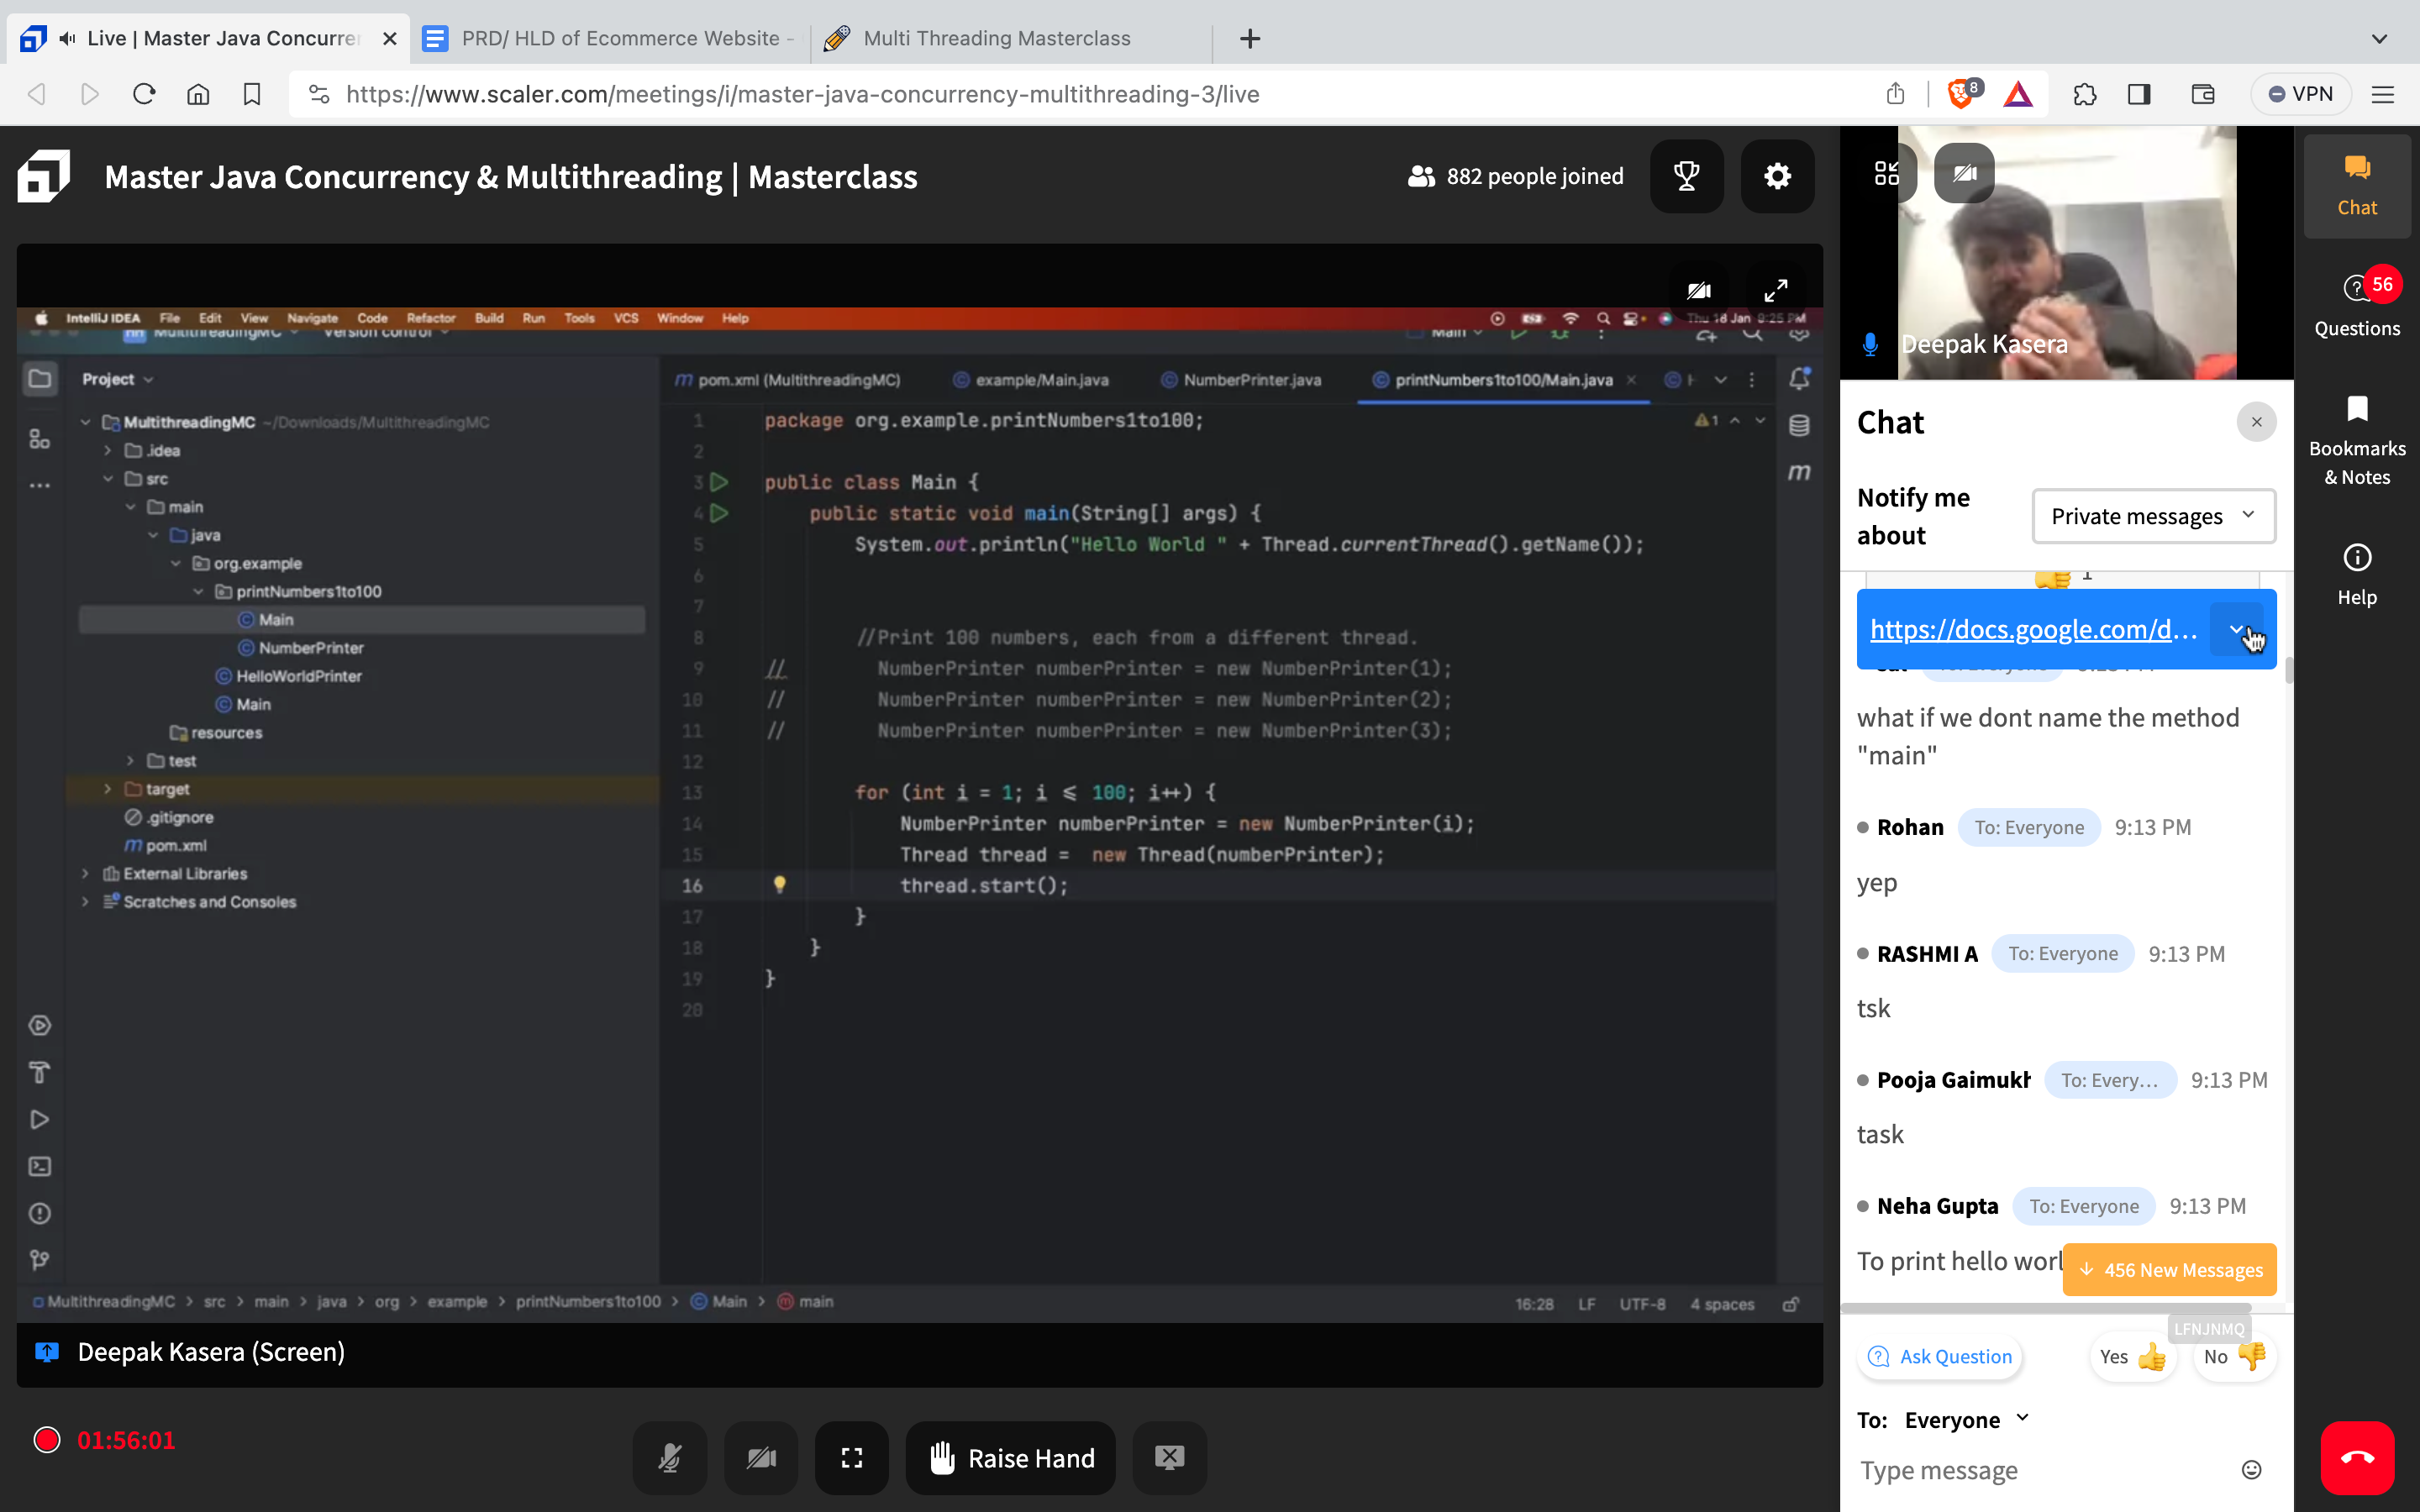 Live | Master Java Concurre
PRD/ HLD of Ecommerce Website -
Multi Threading Masterclass
https://www.scaler.com/meetings/i/master-java-concurrency-multithreading-3/live
8
VPN
Master Java Concurrency & Multithreading | Masterclass
882 people joined
IntelliJ IDEA File Edit View Navigate Code Refactor Build Run Tools VCS Window Help
Thu 18 Jan 9:25 PM
MultithreadingMC
Version control
Main
Project
pom.xml (MultithreadingMC)
example/Main.java
NumberPrinter.java
printNumbers1to100/Main.java
MultithreadingMC ~/Downloads/MultithreadingMC
.idea
src
main
java
org.example
printNumbers1to100
Main
NumberPrinter
HelloWorldPrinter
Main
resources
test
target
.gitignore
pom.xml
External Libraries
Scratches and Consoles
1 package org.example.printNumbers1to100;
2
3 public class Main {
4 public static void main(String[] args) {
5 System.out.println("Hello World " + Thread.currentThread().getName());
6
7
8 //Print 100 numbers, each from a different thread.
9 // NumberPrinter numberPrinter = new NumberPrinter(1);
10 // NumberPrinter numberPrinter = new NumberPrinter(2);
11 // NumberPrinter numberPrinter = new NumberPrinter(3);
12
13 for (int i = 1; i <= 100; i++) {
14 NumberPrinter numberPrinter = new NumberPrinter(i);
15 Thread thread = new Thread(numberPrinter);
16 thread.start();
17 }
18 }
19 }
20
1
MultithreadingMC > src > main > java > org > example > printNumbers1to100 > Main > main
16:28 LF UTF-8 4 spaces
Deepak Kasera (Screen)
01:56:01
Raise Hand
Deepak Kasera
Chat
Notify me about
Private messages
https://docs.google.com/d...
what if we dont name the method
"main"
Rohan To: Everyone 9:13 PM
yep
RASHMI A To: Everyone 9:13 PM
tsk
Pooja Gaimukh To: Every... 9:13 PM
task
Neha Gupta To: Everyone 9:13 PM
To print hello worl
456 New Messages
LFNJNMQ
Ask Question
Yes
No
To: Everyone
Type message
Chat
56
Questions
Bookmarks
& Notes
Help